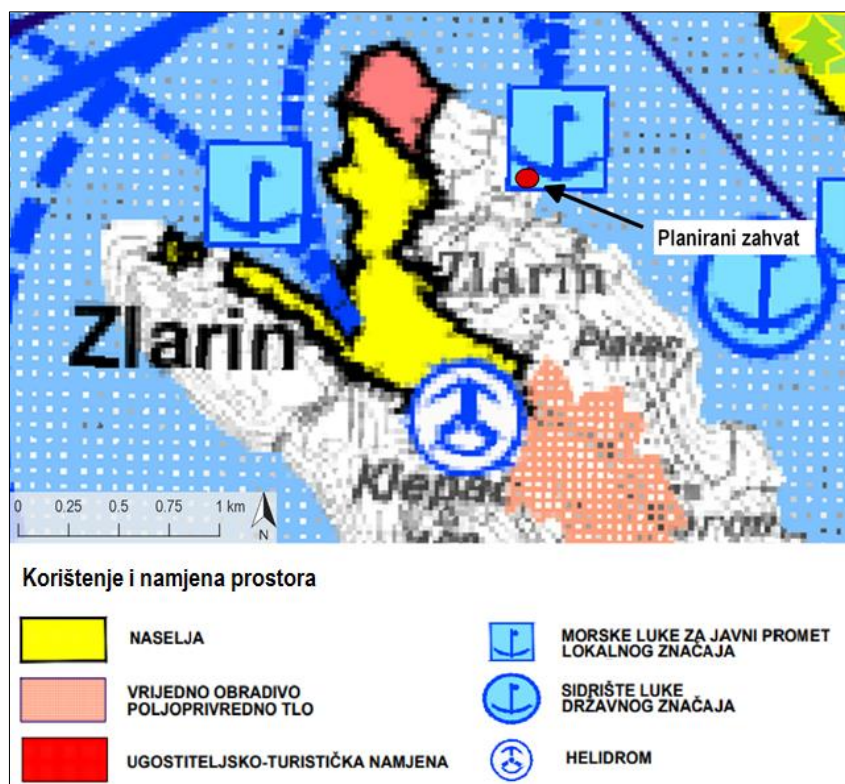 Planirani zahvat
Zlarin
Zlarin
Klepac
0 0.25 0.5 0.75 1 km
N
Korištenje i namjena prostora
NASELJA
VRIJEDNO OBRADIVO
POLJOPRIVREDNO TLO
UGOSTITELJSKO-TURISTIČKA NAMJENA
MORSKE LUKE ZA JAVNI PROMET
LOKALNOG ZNAČAJA
SIDRIŠTE LUKE
DRŽAVNOG ZNAČAJA
HELIDROM